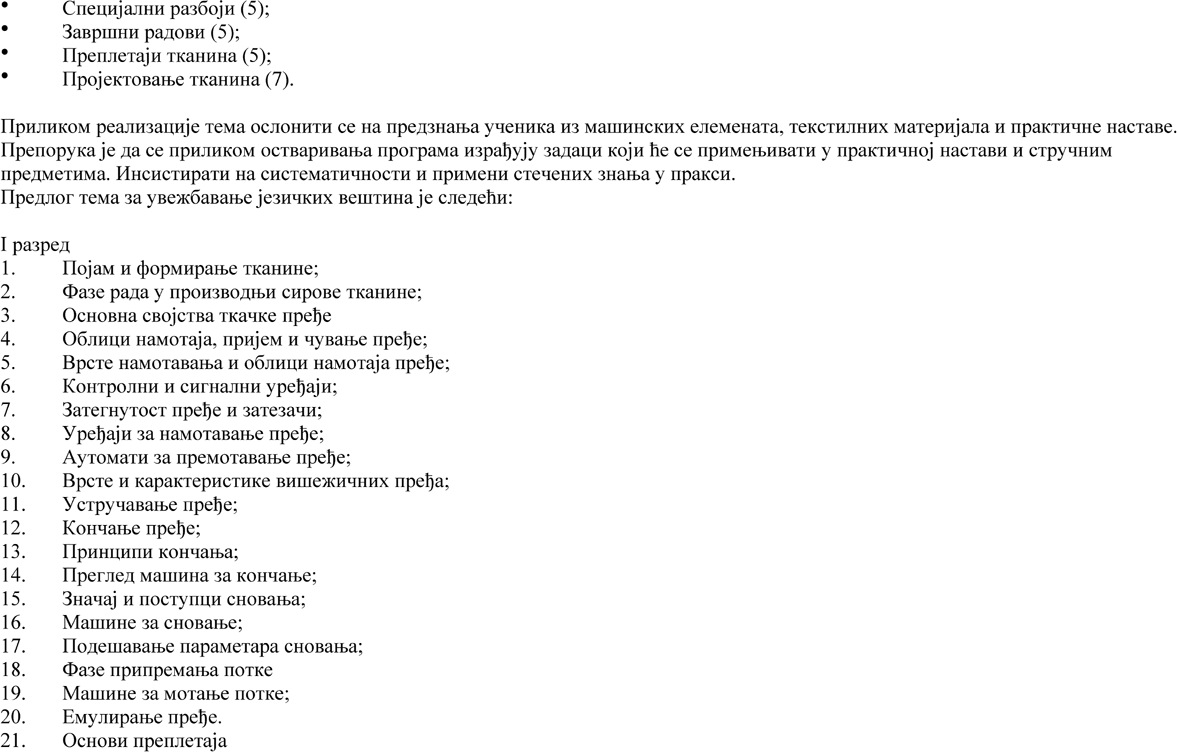 • Специјални разбоји (5);
• Завршни радови (5);
• Преплетаји тканина (5);
• Пројектовање тканина (7).
Приликом реализације тема ослонити се на предзнања ученика из машинских елемената, текстилних материјала и практичне наставе.
Препорука је да се приликом остваривања програма израђују задаци који ће се примењивати у практичној настави и стручним
предметима. Инсистирати на систематичности и примени стечених знања у пракси.
Предлог тема за увежбавање језичких вештина је следећи:
I разред
1. Појам и формирање тканине;
2. Фазе рада у производњи сирове тканине;
3. Основна својства ткачке пређе
4. Облици намотаја, пријем и чување пређе;
5. Врсте намотавања и облици намотаја пређе;
6. Контролни и сигнални уређаји;
7. Затегнутост пређе и затезачи;
8. Уређаји за намотавање пређе;
9. Аутомати за премотавање пређе;
10. Врсте и карактеристике вишежичних пређа;
11. Устручавање пређе;
12. Кончање пређе;
13. Принципи кончања;
14. Преглед машина за кончање;
15. Значај и поступци сновања;
16. Машине за сновање;
17. Подешавање параметара сновања;
18. Фазе припремања потке
19. Машине за мотање потке;
20. Емулирање пређе.
21. Основи преплетаја